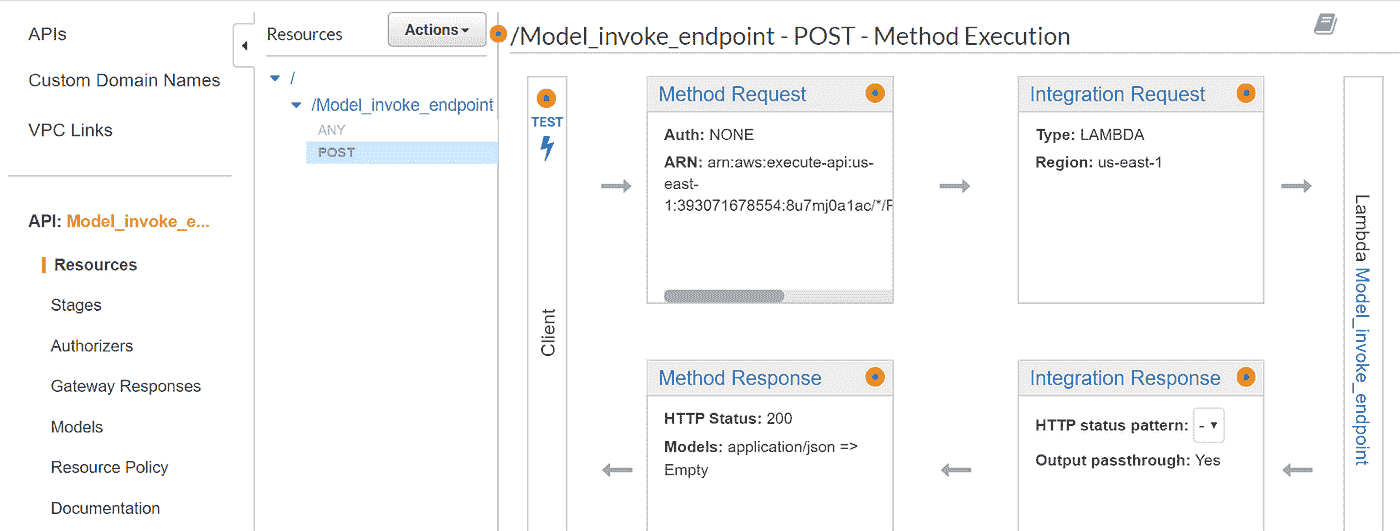 APIs
Custom Domain Names
VPC Links
API: Model_invoke_e...
Resources
Stages
Authorizers
Gateway Responses
Models
Resource Policy
Documentation
Resources
Actions
/
/Model_invoke_endpoint
ANY
POST
/Model_invoke_endpoint - POST - Method Execution
TEST
Client
Method Request
Auth: NONE
ARN: arn:aws:execute-api:us-
east-
1:393071678554:8u7mj0a1ac/*/P
Integration Request
Type: LAMBDA
Region: us-east-1
Lambda Model_invoke_endpoint
Method Response
HTTP Status: 200
Models: application/json =>
Empty
Integration Response
HTTP status pattern: -
Output passthrough: Yes